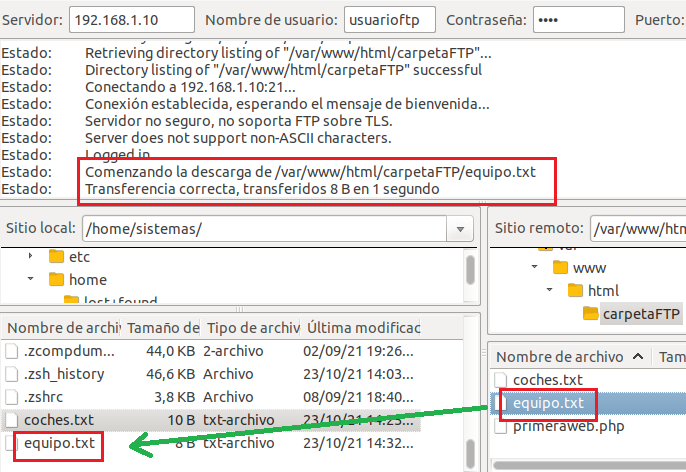 Servidor: 192.168.1.10 Nombre de usuario: usuarioftp Contraseña: •••• Puerto:
Estado: Retrieving directory listing of "/var/www/html/carpetaFTP"...
Estado: Directory listing of "/var/www/html/carpetaFTP" successful
Estado: Conectando a 192.168.1.10:21...
Estado: Conexión establecida, esperando el mensaje de bienvenida...
Estado: Servidor no seguro, no soporta FTP sobre TLS.
Estado: Server does not support non-ASCII characters.
Estado: Logged in
Estado: Comenzando la descarga de /var/www/html/carpetaFTP/equipo.txt
Estado: Transferencia correcta, transferidos 8 B en 1 segundo
Sitio local: /home/sistemas/
etc
home
lost+found
Nombre de archi Tamaño de Tipo de archiv Última modificac
.zcompdum... 44,0 KB 2-archivo 02/09/21 19:26...
.zsh_history 46,6 KB archivo 23/10/21 14:03...
.zshrc 3,8 KB archivo 08/09/21 18:40...
coches.txt 10 B txt-archivo 23/10/21 14:25...
equipo.txt 8 B txt-archivo 23/10/21 14:32...
Sitio remoto: /var/www/htm
var
www
html
carpetaFTP
Nombre de archivo Tam
coches.txt
equipo.txt
primeraweb.php